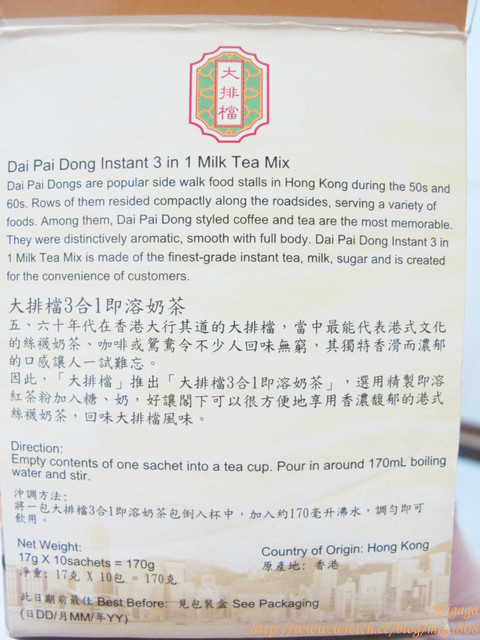 大
排
檔
Dai Pai Dong Instant 3 in 1 Milk Tea Mix
Dai Pai Dongs are popular side walk food stalls in Hong Kong during the 50s and
60s. Rows of them resided compactly along the roadsides, serving a variety of
foods. Among them, Dai Pai Dong styled coffee and tea are the most memorable.
They were distinctively aromatic, smooth with full body. Dai Pai Dong Instant 3 in
1 Milk Tea Mix is made of the finest-grade instant tea, milk, sugar and is created
for the convenience of customers.
大排檔3合1即溶奶茶
五、六十年代在香港大行其道的大排檔，當中最能代表港式文化
的絲襪奶茶、咖啡或鴛鴦令不少人回味無窮，其獨特香滑而濃郁
的口感讓人一試難忘。
因此，「大排檔」推出「大排檔3合1即溶奶茶」，選用精製即溶
紅茶粉加入糖、奶，好讓閣下可以很方便地享用香濃馥郁的港式
絲襪奶茶，回味大排檔風味。
Direction:
Empty contents of one sachet into a tea cup. Pour in around 170mL boiling
water and stir.
沖調方法:
將一包大排檔3合1即溶奶茶包倒入杯中，加入約170毫升沸水，調勻即可
飲用。
Net Weight:
17g X 10sachets = 170g
淨重: 17克 X 10包 = 170克
Country of Origin: Hong Kong
原產地: 香港
此日期前最佳 Best Before: 見包裝盒 See Packaging
(日DD/月MM/年YY)